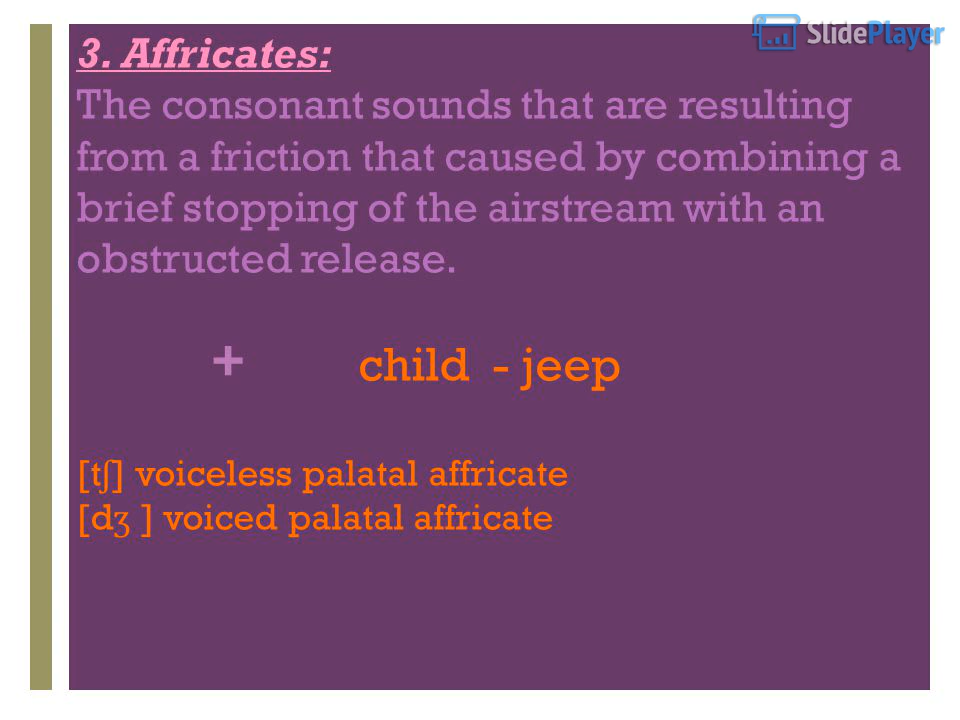 SlidePlayer
3. Affricates:
The consonant sounds that are resulting
from a friction that caused by combining a
brief stopping of the airstream with an
obstructed release.
+ child - jeep
[tʃ] voiceless palatal affricate
[dʒ ] voiced palatal affricate